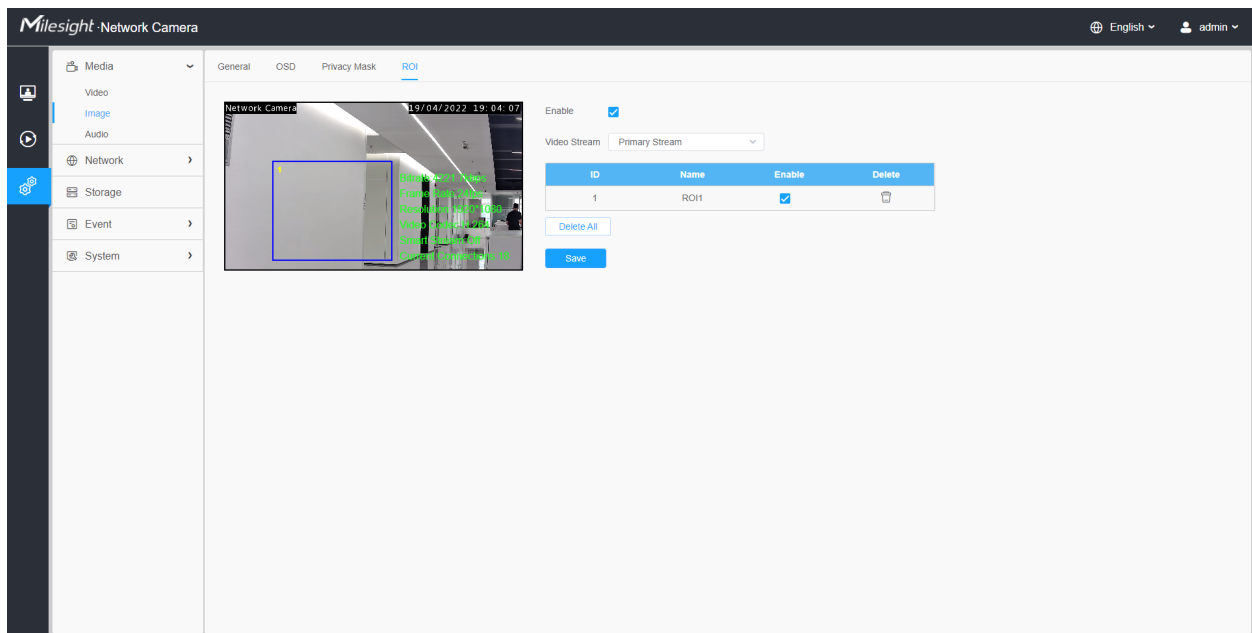 Milesight ·Network Camera
English
admin
Media
Video
Image
Audio
Network
Storage
Event
System
General OSD Privacy Mask ROI
Network Camera 19/04/2022 19:04:07
1
Enable
Video Stream Primary Stream
ID Name Enable Delete
1 ROI1
Delete All
Save